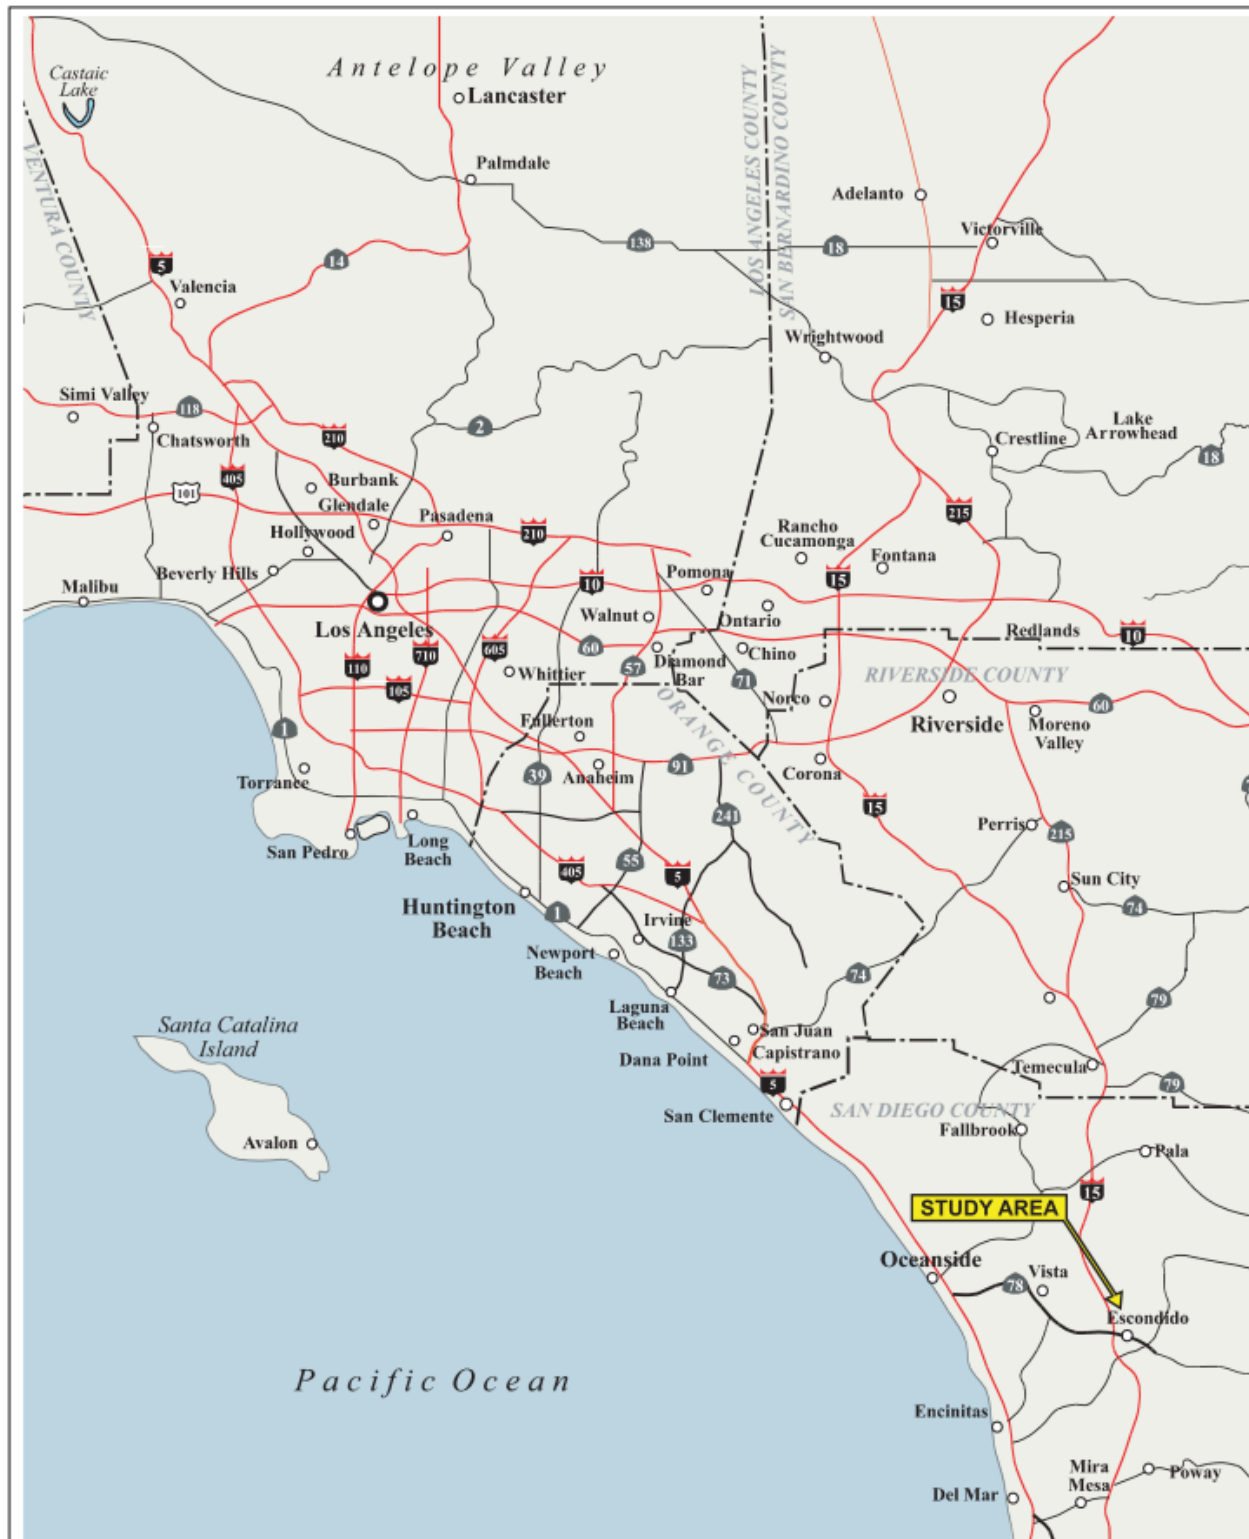 Antelope Valley
Castaic
Lake
Lancaster
VENTURA COUNTY
LOS ANGELES COUNTY
SAN BERNARDINO COUNTY
Palmdale
Adelanto
Victorville
138
18
14
5
Valencia
15
Hesperia
Wrightwood
Simi Valley
118
Chatsworth
210
2
Lake
Arrowhead
Crestline
18
405
Burbank
101
Glendale
Pasadena
210
215
Hollywood
Rancho
Cucamonga
Fontana
Beverly Hills
Malibu
10
Pomona
15
Walnut
Ontario
Los Angeles
Redlands
10
110
710
605
60
57
Diamond
Bar
Chino
71
Whittier
105
RIVERSIDE COUNTY
Norco
ORANGE COUNTY
Riverside
60
Moreno
Valley
1
Fullerton
Torrance
39
Anaheim
91
Corona
15
241
Perris
215
San Pedro
Long
Beach
55
405
5
Sun City
74
Huntington
Beach
1
Irvine
133
Newport
Beach
73
74
79
Laguna
Beach
San Juan
Capistrano
Dana Point
Santa Catalina
Island
Temecula
79
5
San Clemente
SAN DIEGO COUNTY
Fallbrook
Avalon
Pala
15
STUDY AREA
Oceanside
Vista
78
Escondido
Pacific Ocean
Encinitas
Mira
Mesa
Poway
Del Mar